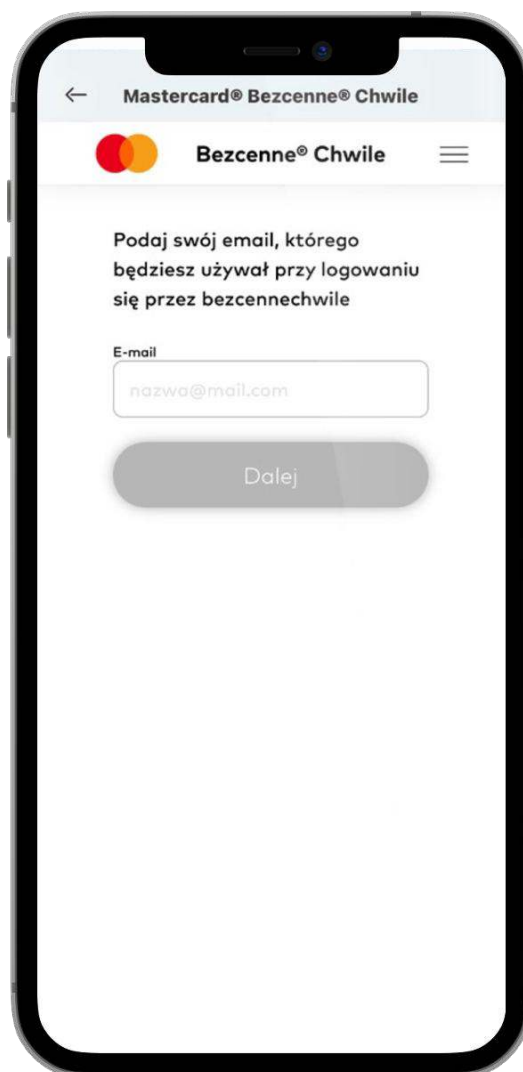 Mastercard® Bezcenne® Chwile
Bezcenne® Chwile
Podaj swój email, którego
będziesz używał przy logowaniu
się przez bezcennechwile
E-mail
nazwa@mail.com
Dalej